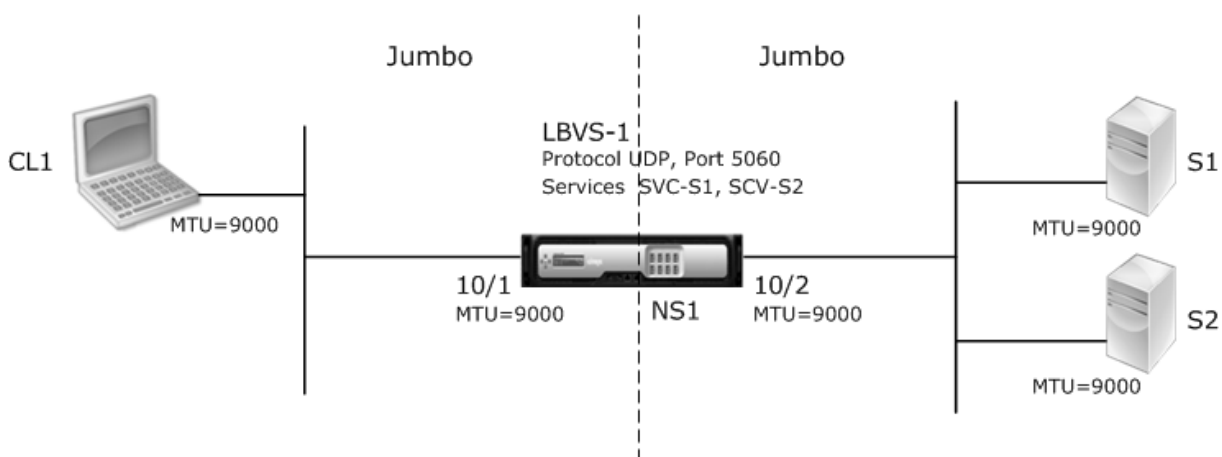 Jumbo
Jumbo
LBVS-1
Protocol UDP, Port 5060
Services SVC-S1, SCV-S2
CL1
MTU=9000
S1
MTU=9000
10/1
MTU=9000
NS1
10/2
MTU=9000
S2
MTU=9000